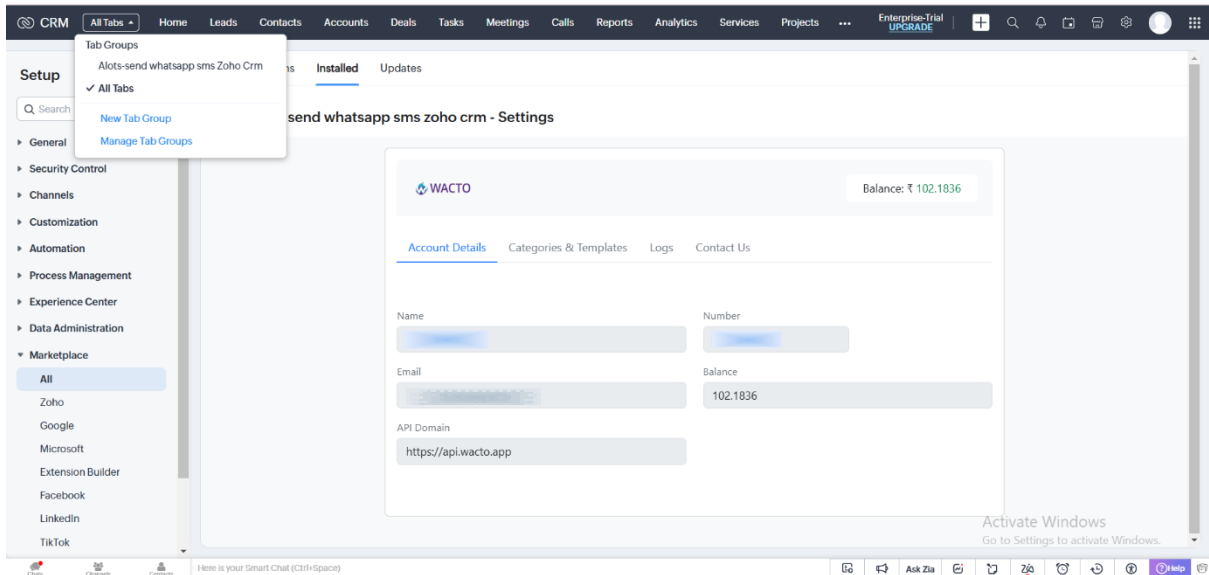 CRM All Tabs Home Leads Contacts Accounts Deals Tasks Meetings Calls Reports Analytics Services Projects ... Enterprise-Trial
UPGRADE
Tab Groups
Alots-send whatsapp sms Zoho Crm
✓ All Tabs
New Tab Group
Manage Tab Groups
Setup
Search
General
Security Control
Channels
Customization
Automation
Process Management
Experience Center
Data Administration
Marketplace
All
Zoho
Google
Microsoft
Extension Builder
Facebook
LinkedIn
TikTok
Installed Updates
send whatsapp sms zoho crm - Settings
WACTO Balance: ₹ 102.1836
Account Details Categories & Templates Logs Contact Us
Name Number
Email Balance
102.1836
API Domain
https://api.wacto.app
Activate Windows
Go to Settings to activate Windows.
Chats Channels Contacts Here is your Smart Chat (Ctrl+Space) Ask Zia Help